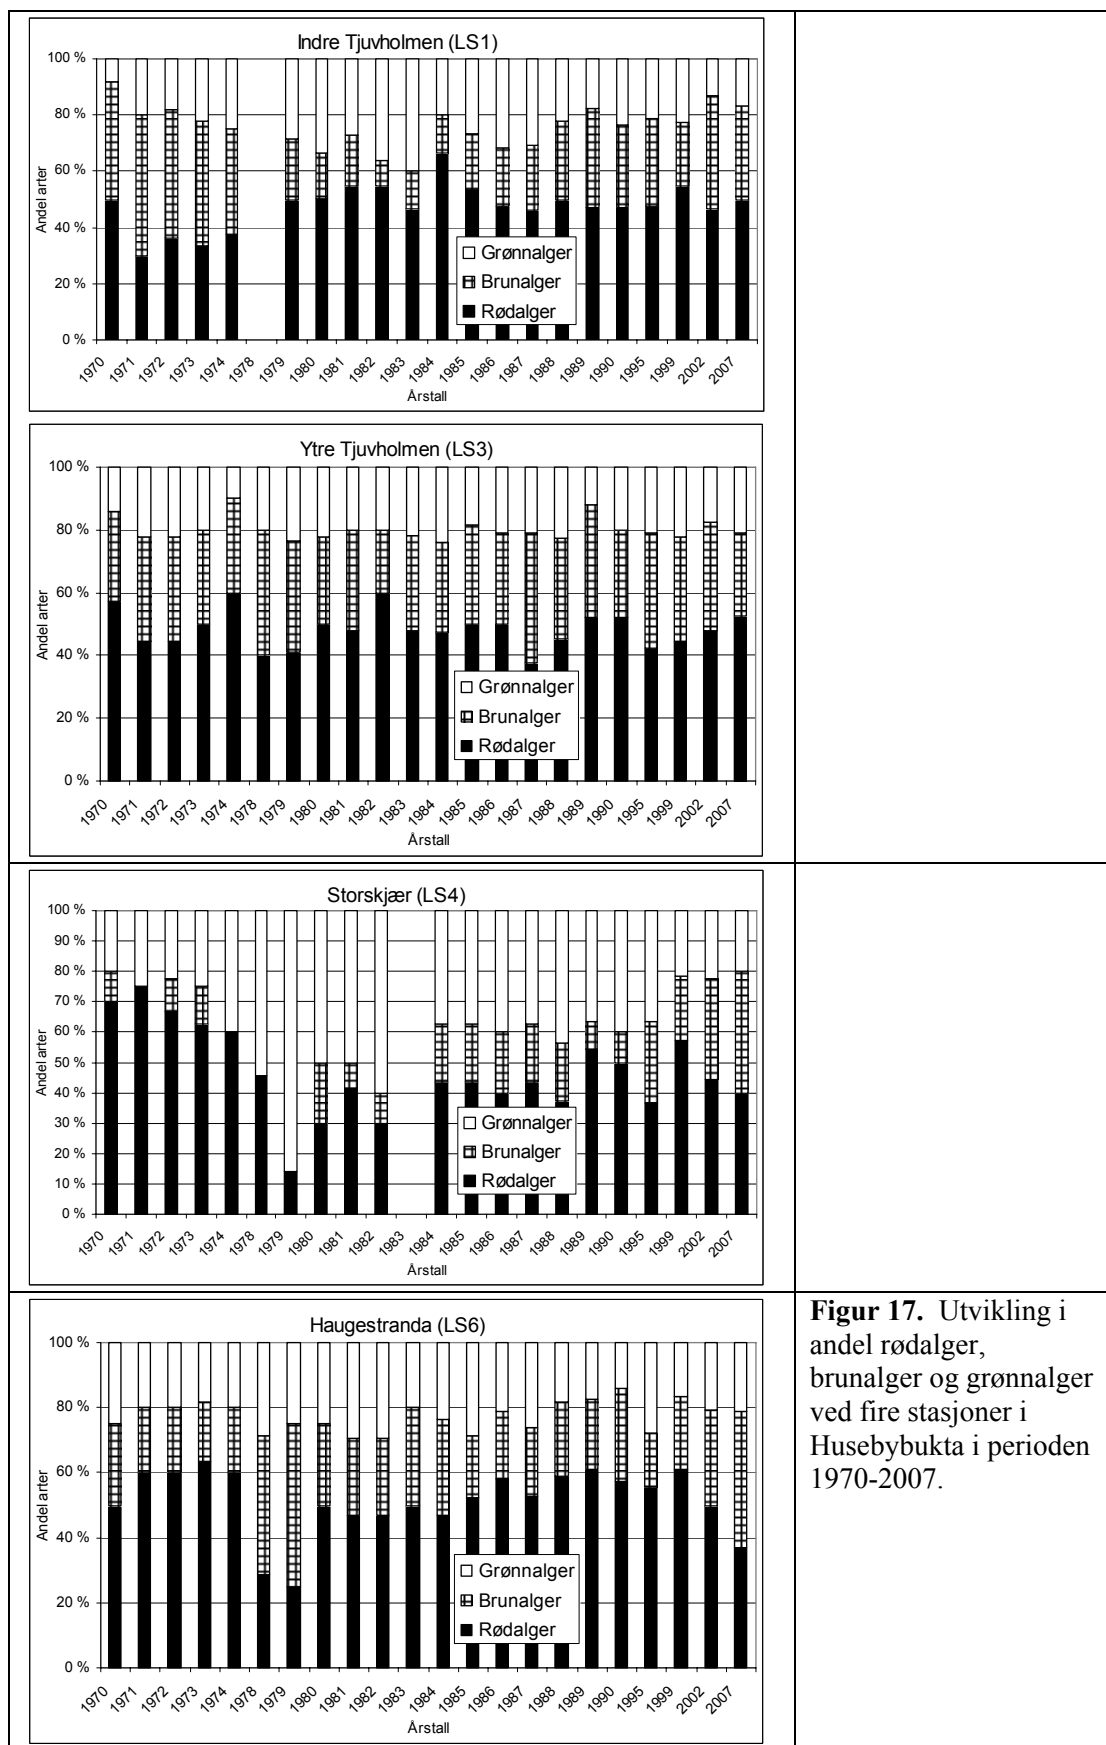 Indre Tjuvholmen (LS1)
100 %
80 %
60 %
40 %
20 %
0 %
Andel arter
Grønnalger
Brunalger
Rødalger
1970 1971 1972 1973 1974 1978 1979 1980 1981 1982 1983 1984 1985 1986 1987 1988 1989 1990 1995 1999 2002 2007
Årstall
Ytre Tjuvholmen (LS3)
100 %
80 %
60 %
40 %
20 %
0 %
Andel arter
Grønnalger
Brunalger
Rødalger
1970 1971 1972 1973 1974 1978 1979 1980 1981 1982 1983 1984 1985 1986 1987 1988 1989 1990 1995 1999 2002 2007
Årstall
Storskjær (LS4)
100 %
90 %
80 %
70 %
60 %
50 %
40 %
30 %
20 %
10 %
0 %
Andel arter
Grønnalger
Brunalger
Rødalger
1970 1971 1972 1973 1974 1978 1979 1980 1981 1982 1983 1984 1985 1986 1987 1988 1989 1990 1995 1999 2002 2007
Årstall
Haugestranda (LS6)
100 %
80 %
60 %
40 %
20 %
0 %
Andel arter
Grønnalger
Brunalger
Rødalger
1970 1971 1972 1973 1974 1978 1979 1980 1981 1982 1983 1984 1985 1986 1987 1988 1989 1990 1995 1999 2002 2007
Årstall
Figur 17. Utvikling i
andel rødalger,
brunalger og grønnalger
ved fire stasjoner i
Husebybukta i perioden
1970-2007.